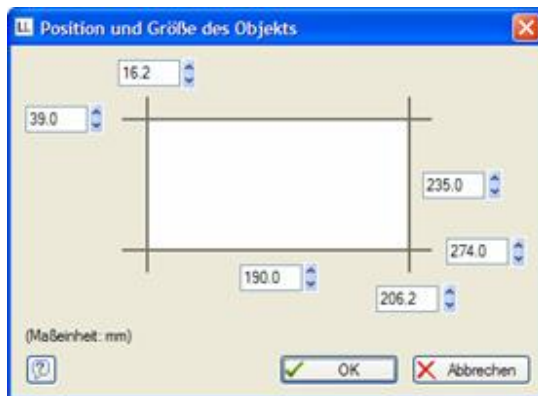 LL Position und Größe des Objekts
16.2
39.0
235.0
274.0
190.0
206.2
(Maßeinheit: mm)
OK Abbrechen